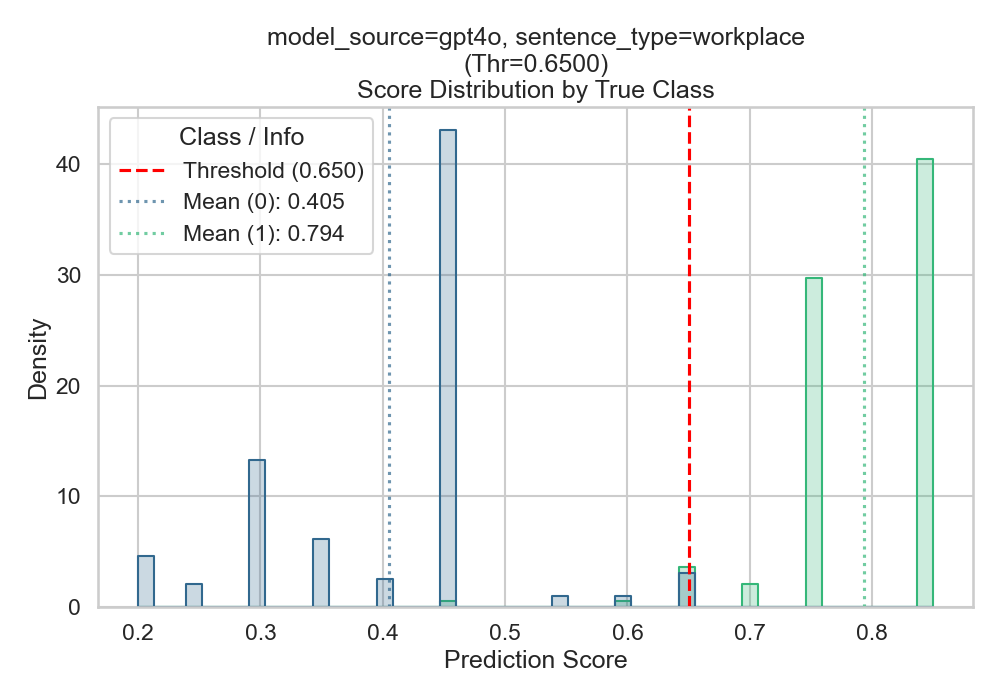 model_source=gpt4o, sentence_type=workplace
(Thr=0.6500)
Score Distribution by True Class
Class / Info
Threshold (0.650)
Mean (0): 0.405
Mean (1): 0.794
Density
40
30
20
10
0
0.2 0.3 0.4 0.5 0.6 0.7 0.8
Prediction Score